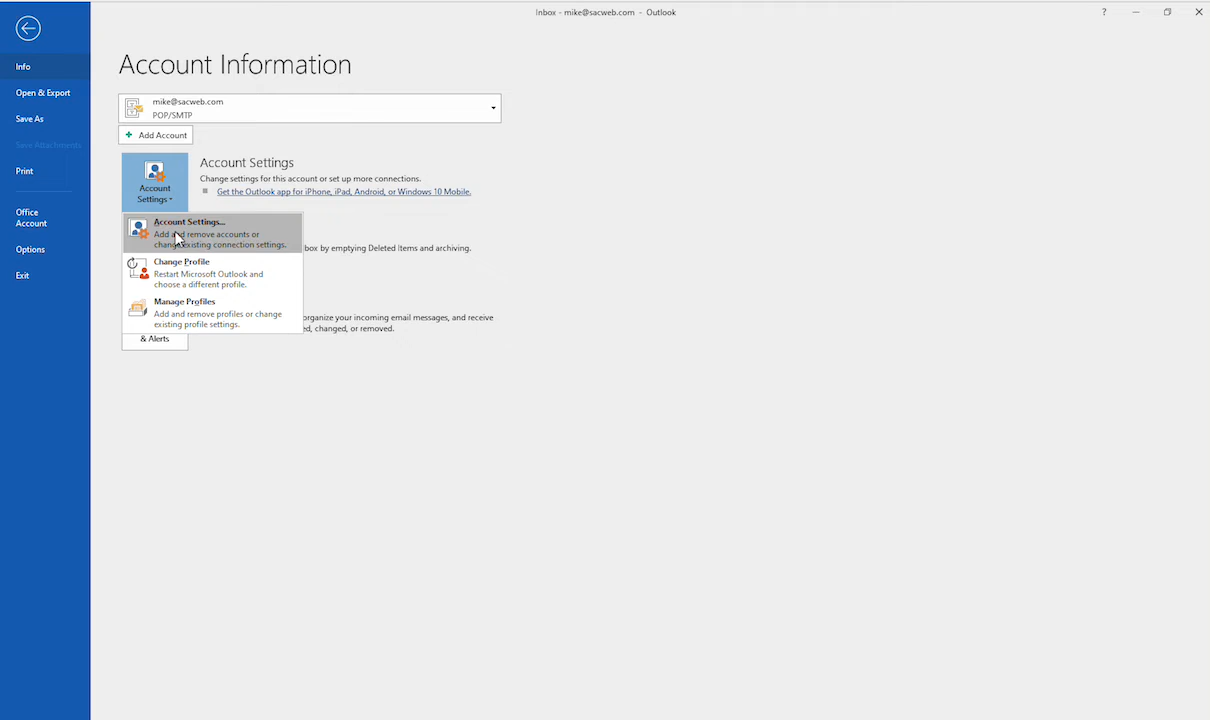 Inbox - mike@sacweb.com - Outlook
?
Info
Open & Export
Save As
Save Attachments
Print
Office
Account
Options
Exit
Account Information
mike@sacweb.com
POP/SMTP
Add Account
Account
Settings
Account Settings
Change settings for this account or set up more connections.
Get the Outlook app for iPhone, iPad, Android, or Windows 10 Mobile.
Account Settings...
Add and remove accounts or
change existing connection settings.
Change Profile
Restart Microsoft Outlook and
choose a different profile.
Manage Profiles
Add and remove profiles or change
existing profile settings.
box by emptying Deleted Items and archiving.
organize your incoming email messages, and receive
ed, changed, or removed.
& Alerts